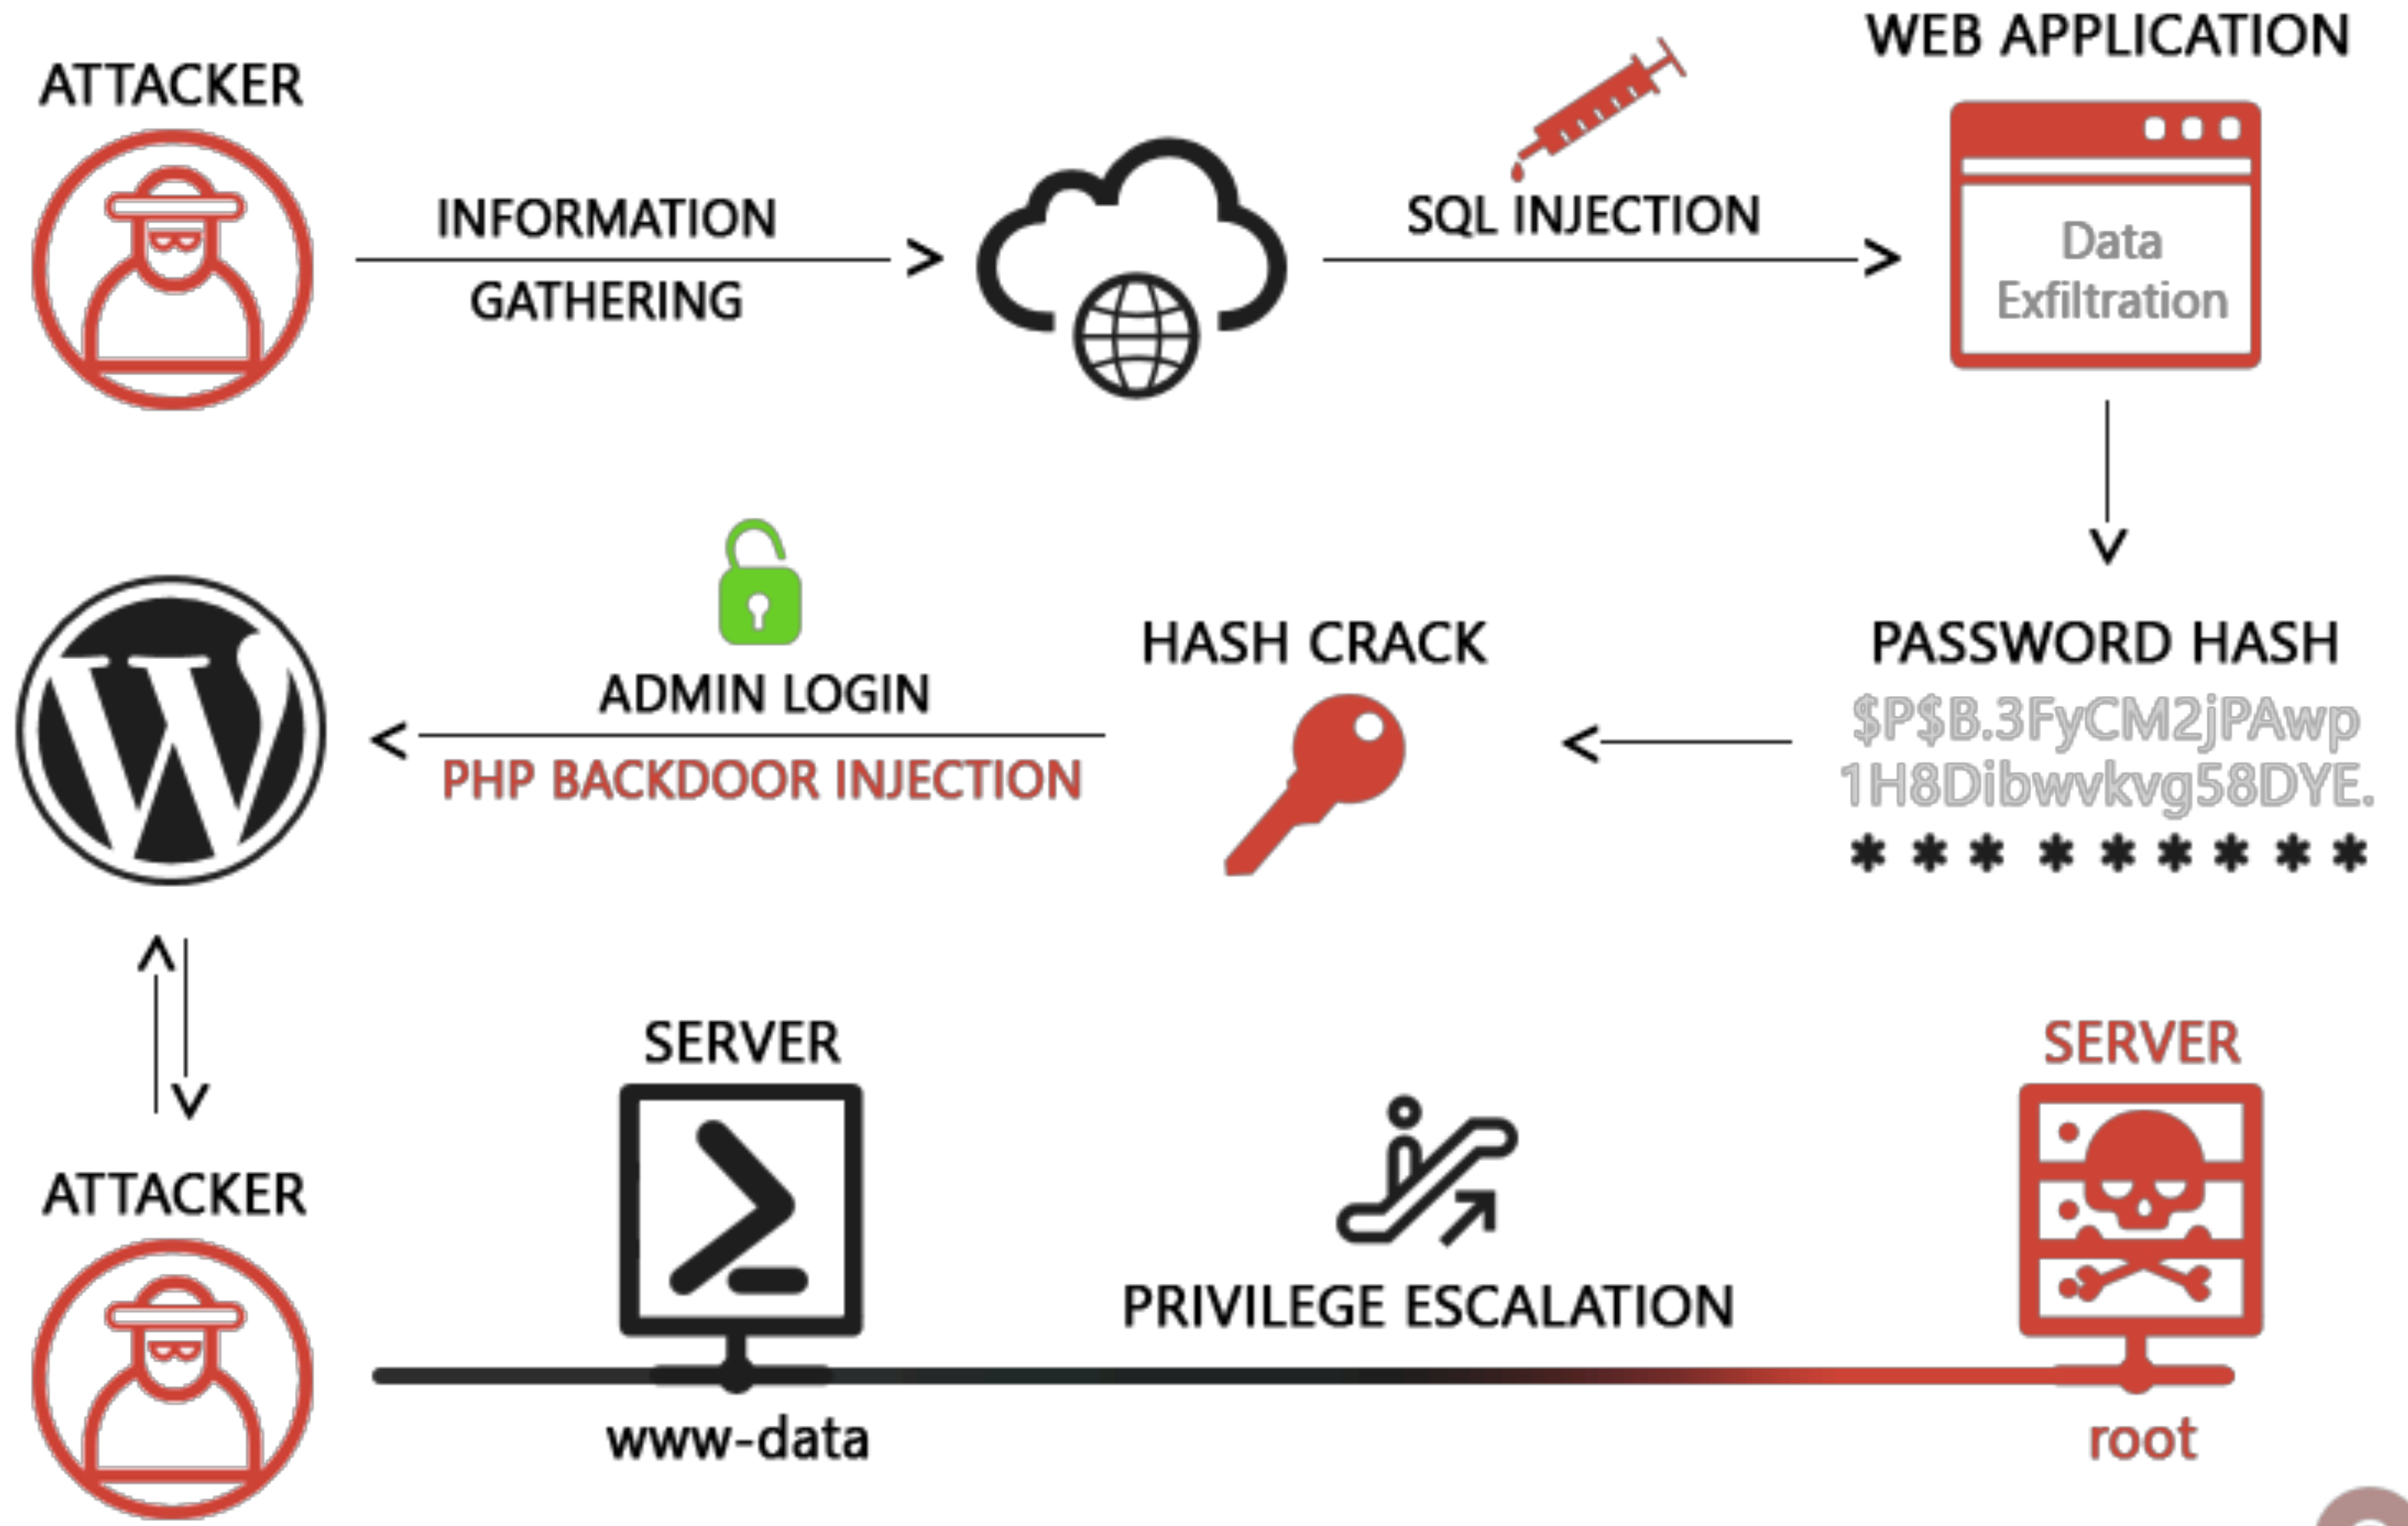 WEB APPLICATION
ATTACKER
INFORMATION
GATHERING
SQL INJECTION
Data
Exfiltration
HASH CRACK
PASSWORD HASH
$P$B.3FyCM2jPAwp
1H8Dibwvkvg58DYE.
* * * * * * * * *
ADMIN LOGIN
PHP BACKDOOR INJECTION
SERVER
SERVER
ATTACKER
PRIVILEGE ESCALATION
www-data
root